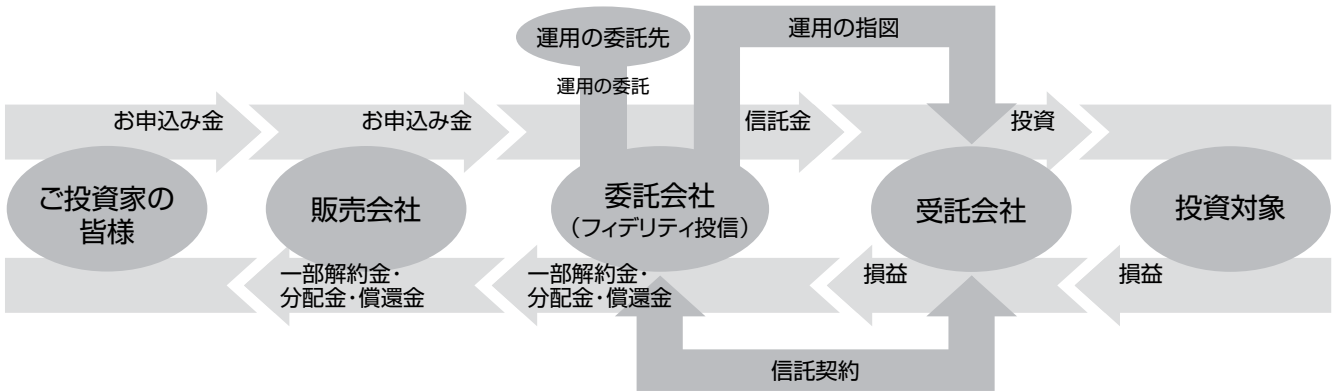 運用の委託先
運用の指図
運用の委託
お申込み金
お申込み金
信託金
投資
ご投資家の
皆様
販売会社
委託会社
（フィデリティ投信）
受託会社
投資対象
一部解約金・
分配金・償還金
一部解約金・
分配金・償還金
損益
損益
信託契約